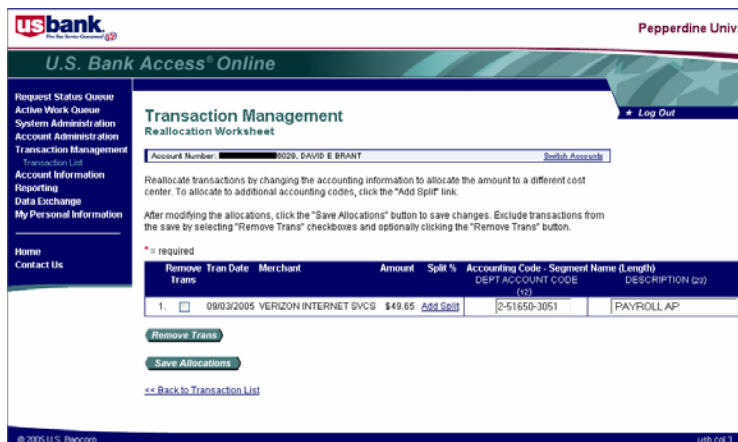 usbank
Five Star Service Guaranteed
Pepperdine Univ.
U.S. Bank Access® Online
Log Out
Request Status Queue
Active Work Queue
System Administration
Account Administration
Transaction Management
Transaction List
Account Information
Reporting
Data Exchange
My Personal Information
Home
Contact Us
Transaction Management
Reallocation Worksheet
Account Number: 6029, DAVID E BRANT Switch Accounts
Reallocate transactions by changing the accounting information to allocate the amount to a different cost
center. To allocate to additional accounting codes, click the "Add Split" link.
After modifying the allocations, click the "Save Allocations" button to save changes. Exclude transactions from
the save by selecting "Remove Trans" checkboxes and optionally clicking the "Remove Trans" button.
* = required
Remove Tran Date Merchant Amount Split % Accounting Code - Segment Name (Length)
Trans DEPT ACCOUNT CODE DESCRIPTION (23)
(12)
1. 09/03/2005 VERIZON INTERNET SVCS $49.65 Add Split 2-51650-3051 PAYROLL AP
Remove Trans
Save Allocations
<< Back to Transaction List
© 2005 U.S. Bancorp usb col 3